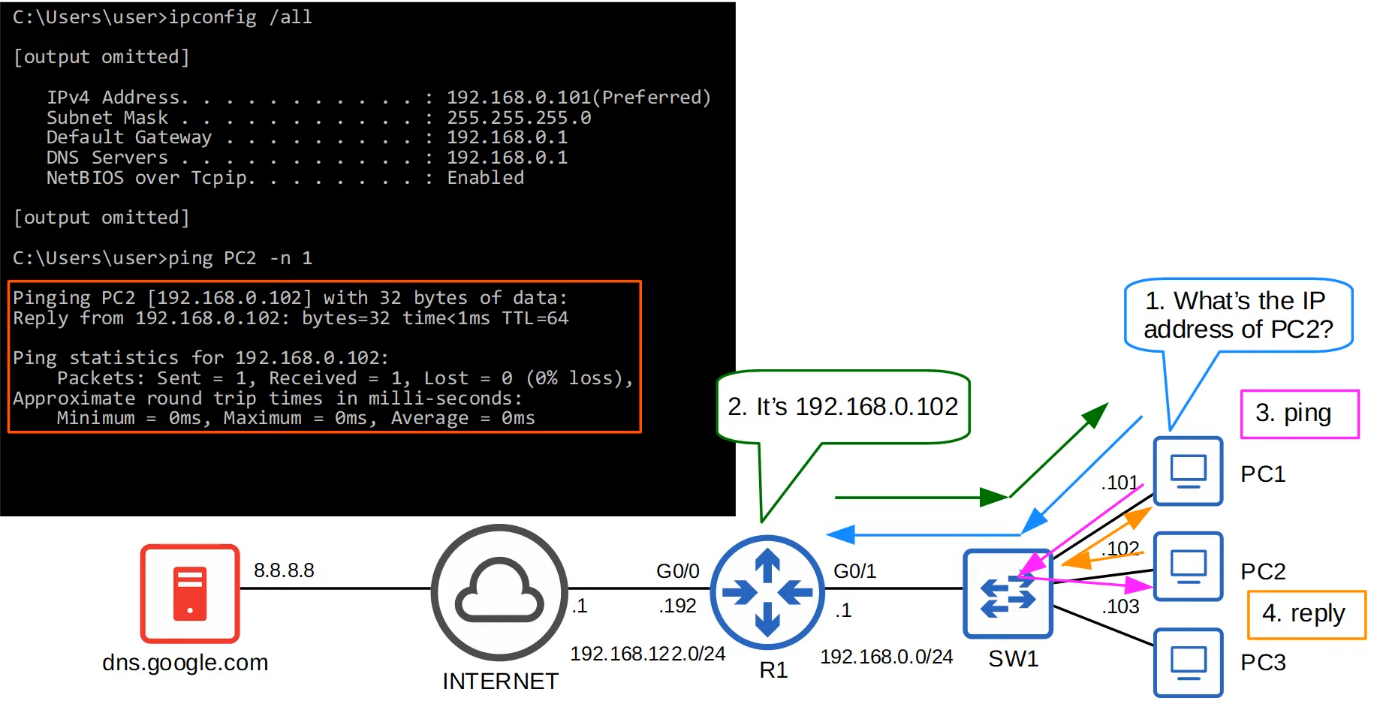 C:\Users\user>ipconfig /all
[output omitted]
IPv4 Address. . . . . . . . . . . : 192.168.0.101(Preferred)
Subnet Mask . . . . . . . . . . . : 255.255.255.0
Default Gateway . . . . . . . . . : 192.168.0.1
DNS Servers . . . . . . . . . . . : 192.168.0.1
NetBIOS over Tcpip. . . . . . . . : Enabled
[output omitted]
C:\Users\user>ping PC2 -n 1
Pinging PC2 [192.168.0.102] with 32 bytes of data:
Reply from 192.168.0.102: bytes=32 time<1ms TTL=64
Ping statistics for 192.168.0.102:
Packets: Sent = 1, Received = 1, Lost = 0 (0% loss),
Approximate round trip times in milli-seconds:
Minimum = 0ms, Maximum = 0ms, Average = 0ms
1. What's the IP
address of PC2?
2. It's 192.168.0.102
3. ping
.101
PC1
.102
PC2
.103
4. reply
PC3
8.8.8.8
dns.google.com
INTERNET
.1
G0/0
.192
192.168.122.0/24
R1
G0/1
.1
192.168.0.0/24
SW1